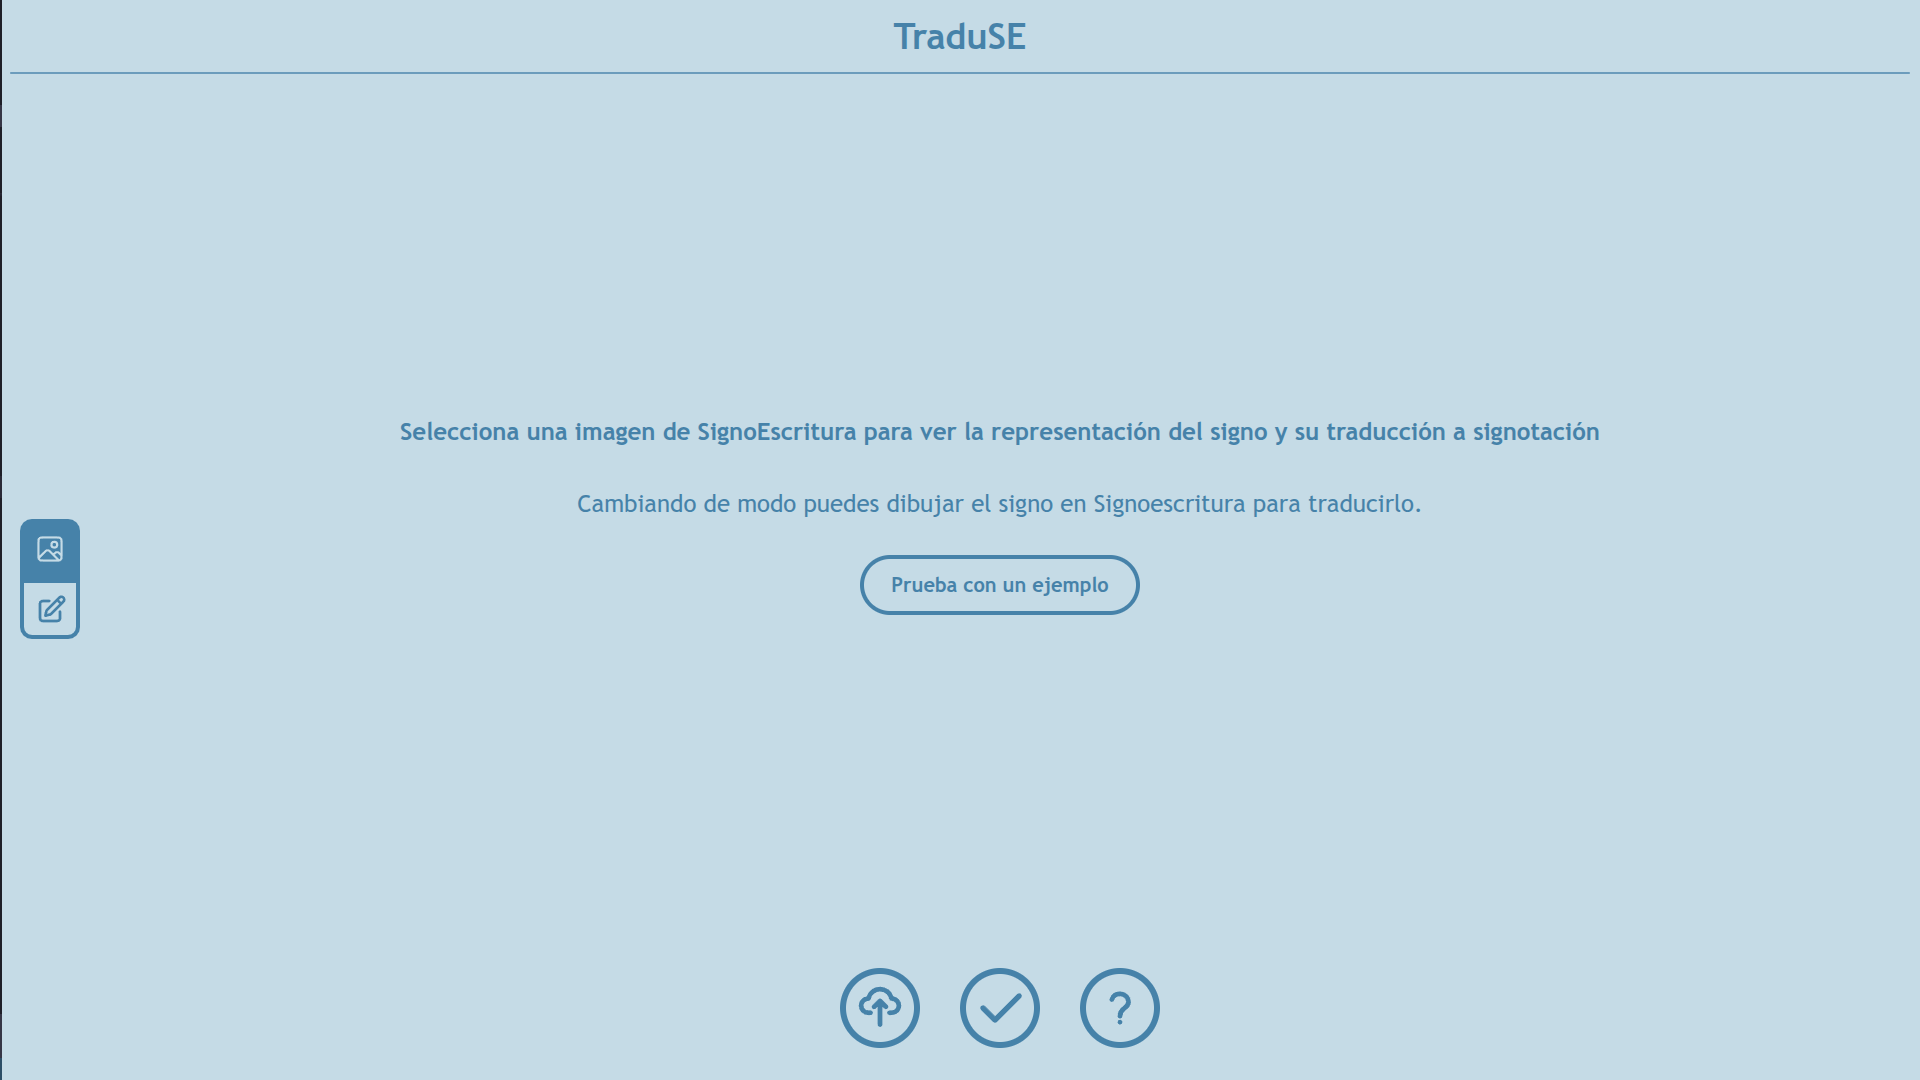 TraduSE
Selecciona una imagen de SignoEscritura para ver la representación del signo y su traducción a signotación
Cambiando de modo puedes dibujar el signo en Signoescritura para traducirlo.
Prueba con un ejemplo
?